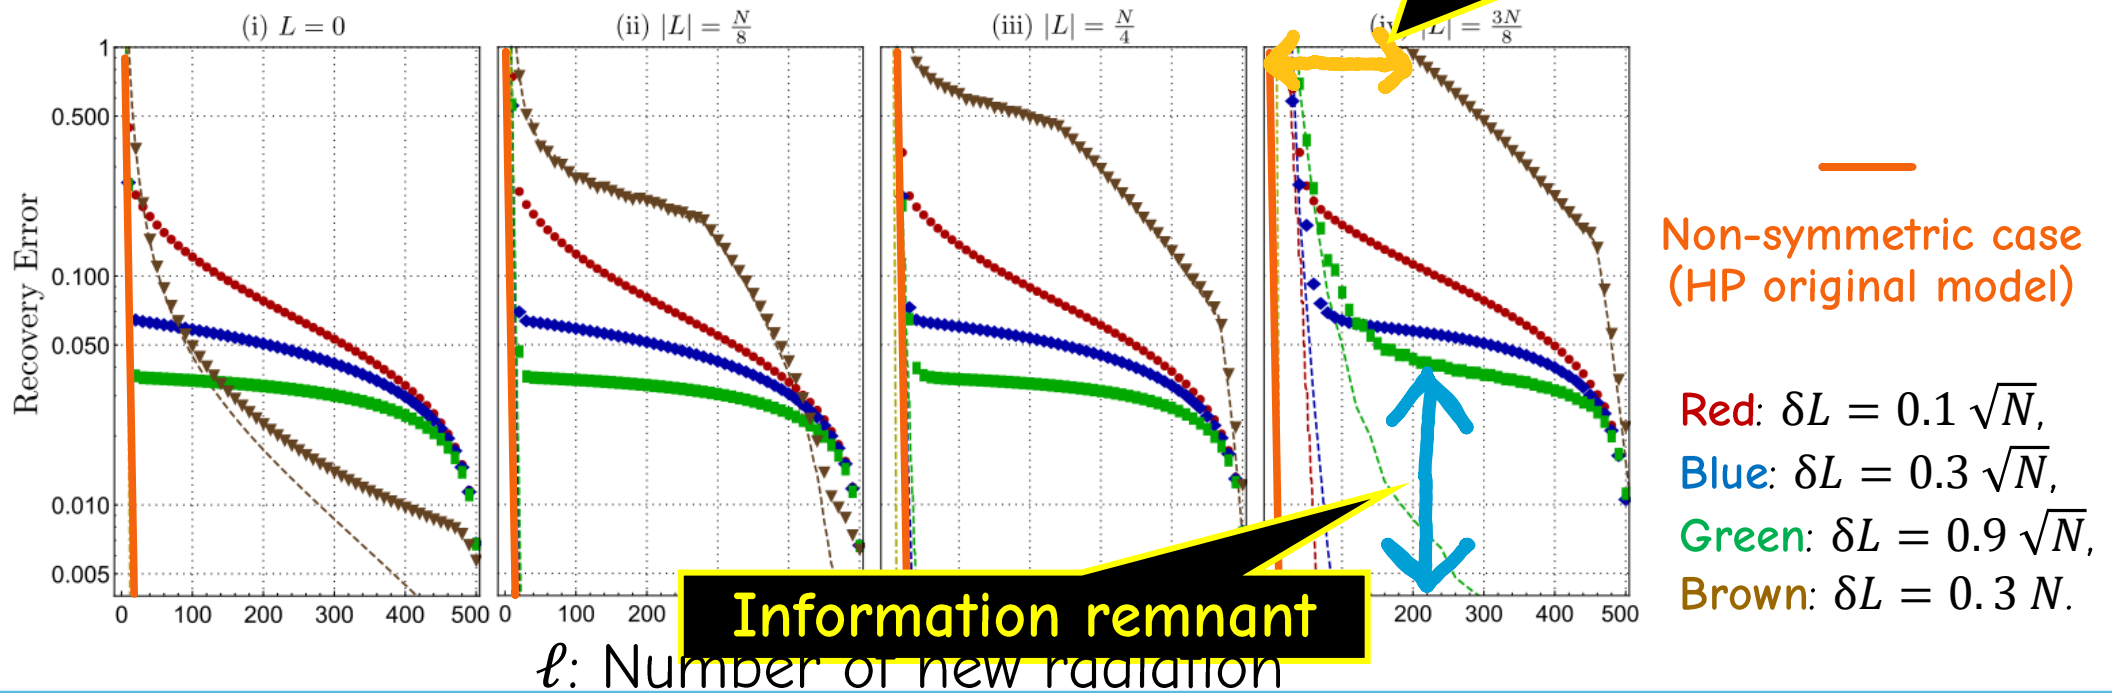 (i) L = 0
(ii) |L| = N/8
(iii) |L| = N/4
|L| = 3N/8
Recovery Error
1
0.500
0.100
0.050
0.010
0.005
0 100 200 300 400 500
0 100 200
200 300 400 500
Information remnant
ℓ: Number of new radiation
Non-symmetric case
(HP original model)
Red: δL = 0.1 √N,
Blue: δL = 0.3 √N,
Green: δL = 0.9 √N,
Brown: δL = 0.3 N.